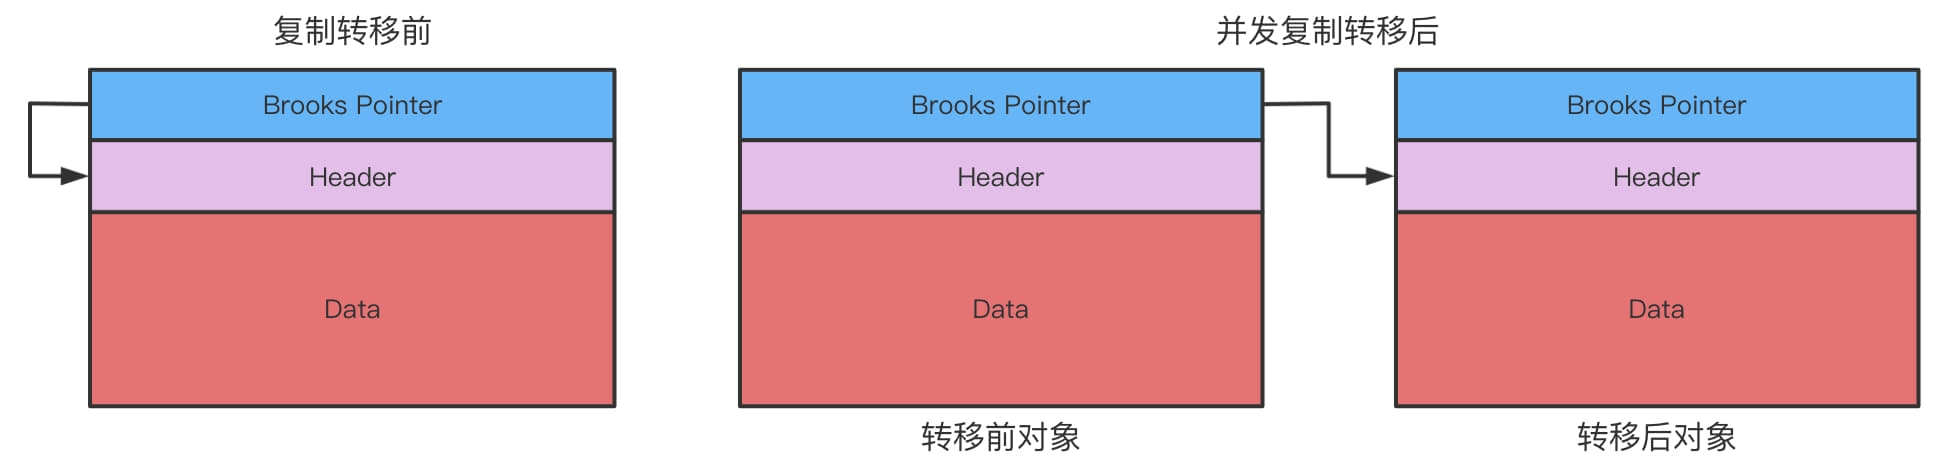 复制转移前
Brooks Pointer
Header
Data
并发复制转移后
Brooks Pointer
Header
Data
转移前对象
Brooks Pointer
Header
Data
转移后对象